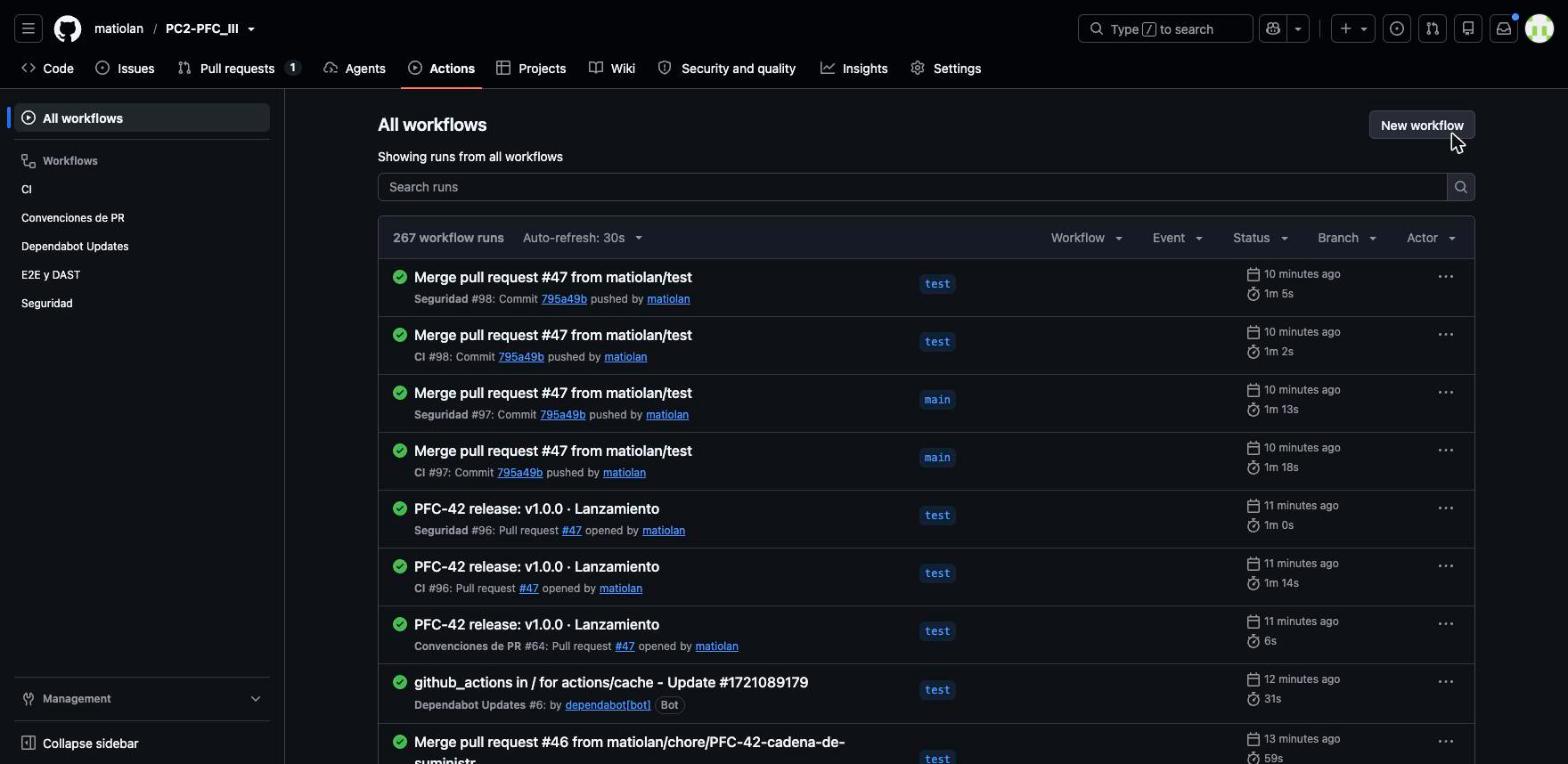 matiolan / PC2-PFC_III
Type / to search
Code
Issues
Pull requests 1
Agents
Actions
Projects
Wiki
Security and quality
Insights
Settings
All workflows
Workflows
CI
Convenciones de PR
Dependabot Updates
E2E y DAST
Seguridad
Management
Collapse sidebar
All workflows
New workflow
Showing runs from all workflows
Search runs
267 workflow runs Auto-refresh: 30s Workflow Event Status Branch Actor
Merge pull request #47 from matiolan/test
Seguridad #98: Commit 795a49b pushed by matiolan
test
10 minutes ago
1m 5s
Merge pull request #47 from matiolan/test
CI #98: Commit 795a49b pushed by matiolan
test
10 minutes ago
1m 2s
Merge pull request #47 from matiolan/test
Seguridad #97: Commit 795a49b pushed by matiolan
main
10 minutes ago
1m 13s
Merge pull request #47 from matiolan/test
CI #97: Commit 795a49b pushed by matiolan
main
10 minutes ago
1m 18s
PFC-42 release: v1.0.0 · Lanzamiento
Seguridad #96: Pull request #47 opened by matiolan
test
11 minutes ago
1m 0s
PFC-42 release: v1.0.0 · Lanzamiento
CI #96: Pull request #47 opened by matiolan
test
11 minutes ago
1m 14s
PFC-42 release: v1.0.0 · Lanzamiento
Convenciones de PR #64: Pull request #47 opened by matiolan
test
11 minutes ago
6s
github_actions in / for actions/cache - Update #1721089179
Dependabot Updates #6: by dependabot[bot] Bot
test
12 minutes ago
31s
Merge pull request #46 from matiolan/chore/PFC-42-cadena-de-
suministr
test
13 minutes ago
59s